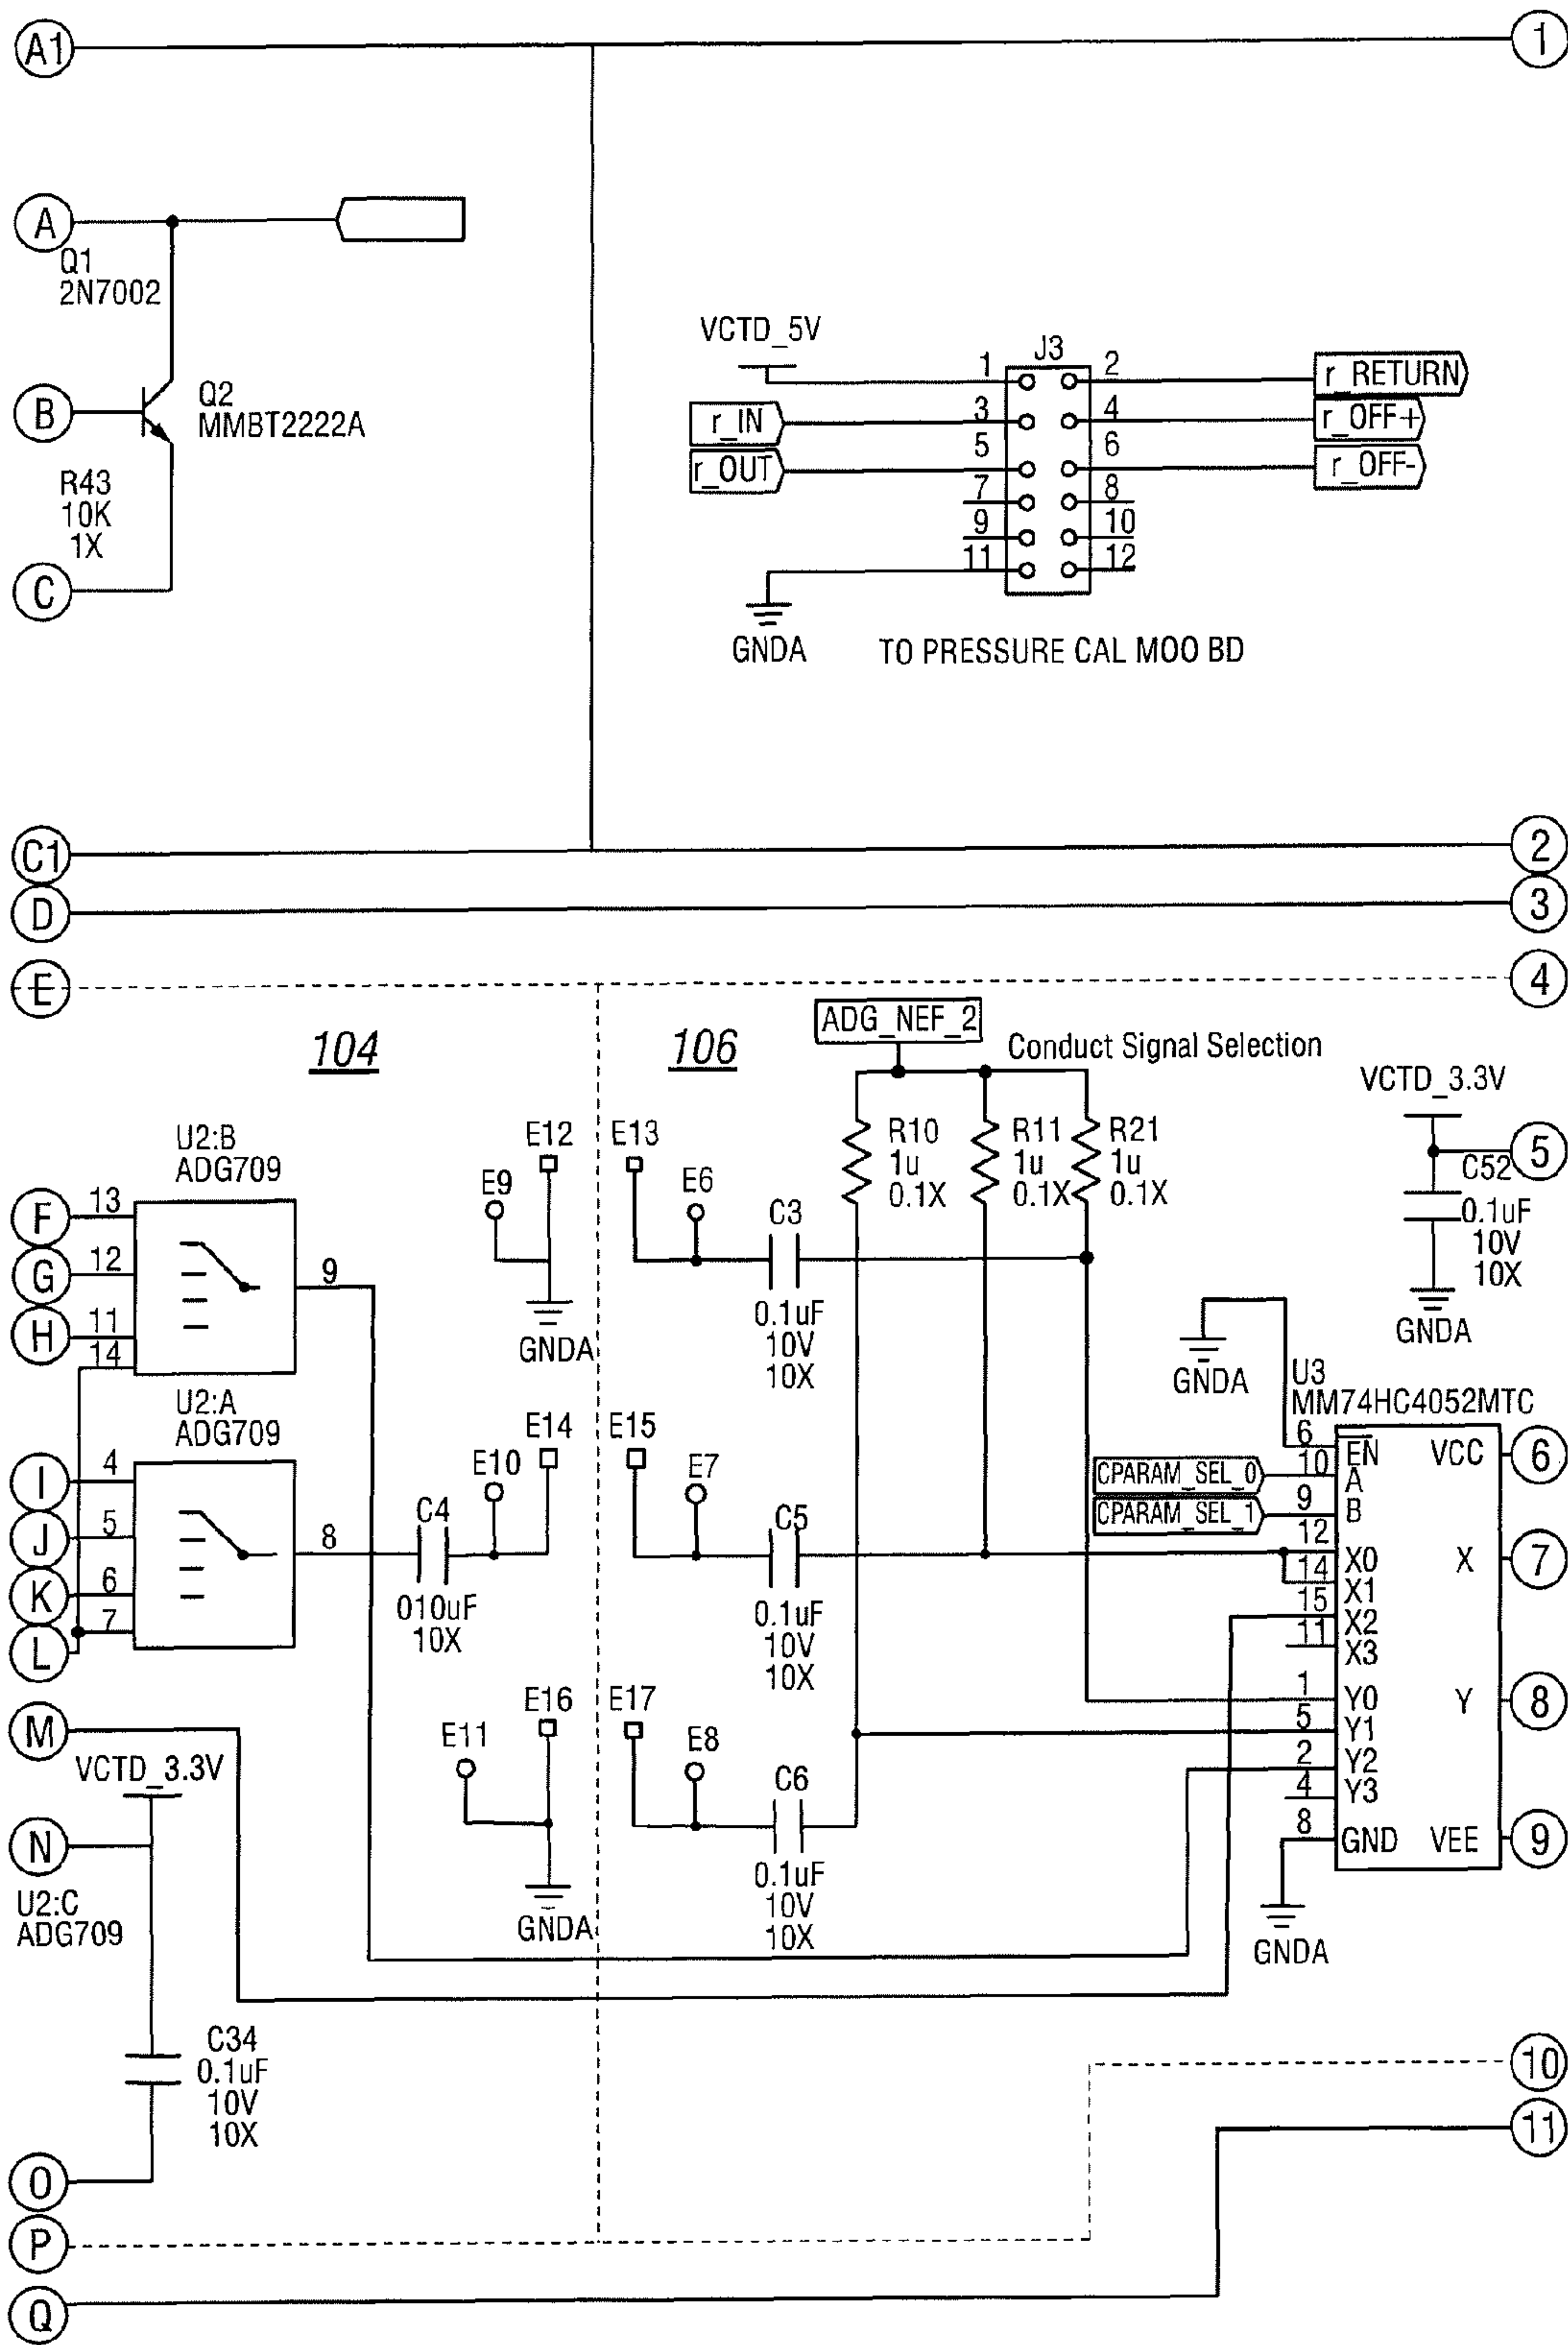 A1
1
A
Q1
2N7002
B
Q2
MMBT2222A
R43
10K
1X
C
VCTD_5V
J3
1
2
r_RETURN
r_IN
3
4
r_OFF+
r_OUT
5
6
r_OFF-
7
8
9
10
11
12
GNDA
TO PRESSURE CAL MOO BD
C1
2
D
3
E
4
104
106
ADG_NEF_2
Conduct Signal Selection
VCTD_3.3V
5
C52
0.1uF
10V
10X
GNDA
U2:B
ADG709
F
13
G
12
H
11
14
9
E12
E9
GNDA
E13
E6
C3
0.1uF
10V
10X
R10
1u
0.1X
R11
1u
0.1X
R21
1u
0.1X
GNDA
U3
MM74HC4052MTC
U2:A
ADG709
I
4
J
5
K
6
L
7
8
C4
010uF
10X
E10
E14
E15
E7
C5
0.1uF
10V
10X
CPARAM_SEL_0
CPARAM_SEL_1
6
EN
VCC
6
10
A
9
B
12
X0
X
7
14
X1
15
X2
11
X3
1
Y0
Y
8
5
Y1
2
Y2
4
Y3
8
GND
VEE
9
GNDA
M
VCTD_3.3V
N
U2:C
ADG709
E16
E11
GNDA
E17
E8
C6
0.1uF
10V
10X
C34
0.1uF
10V
10X
10
11
O
P
Q